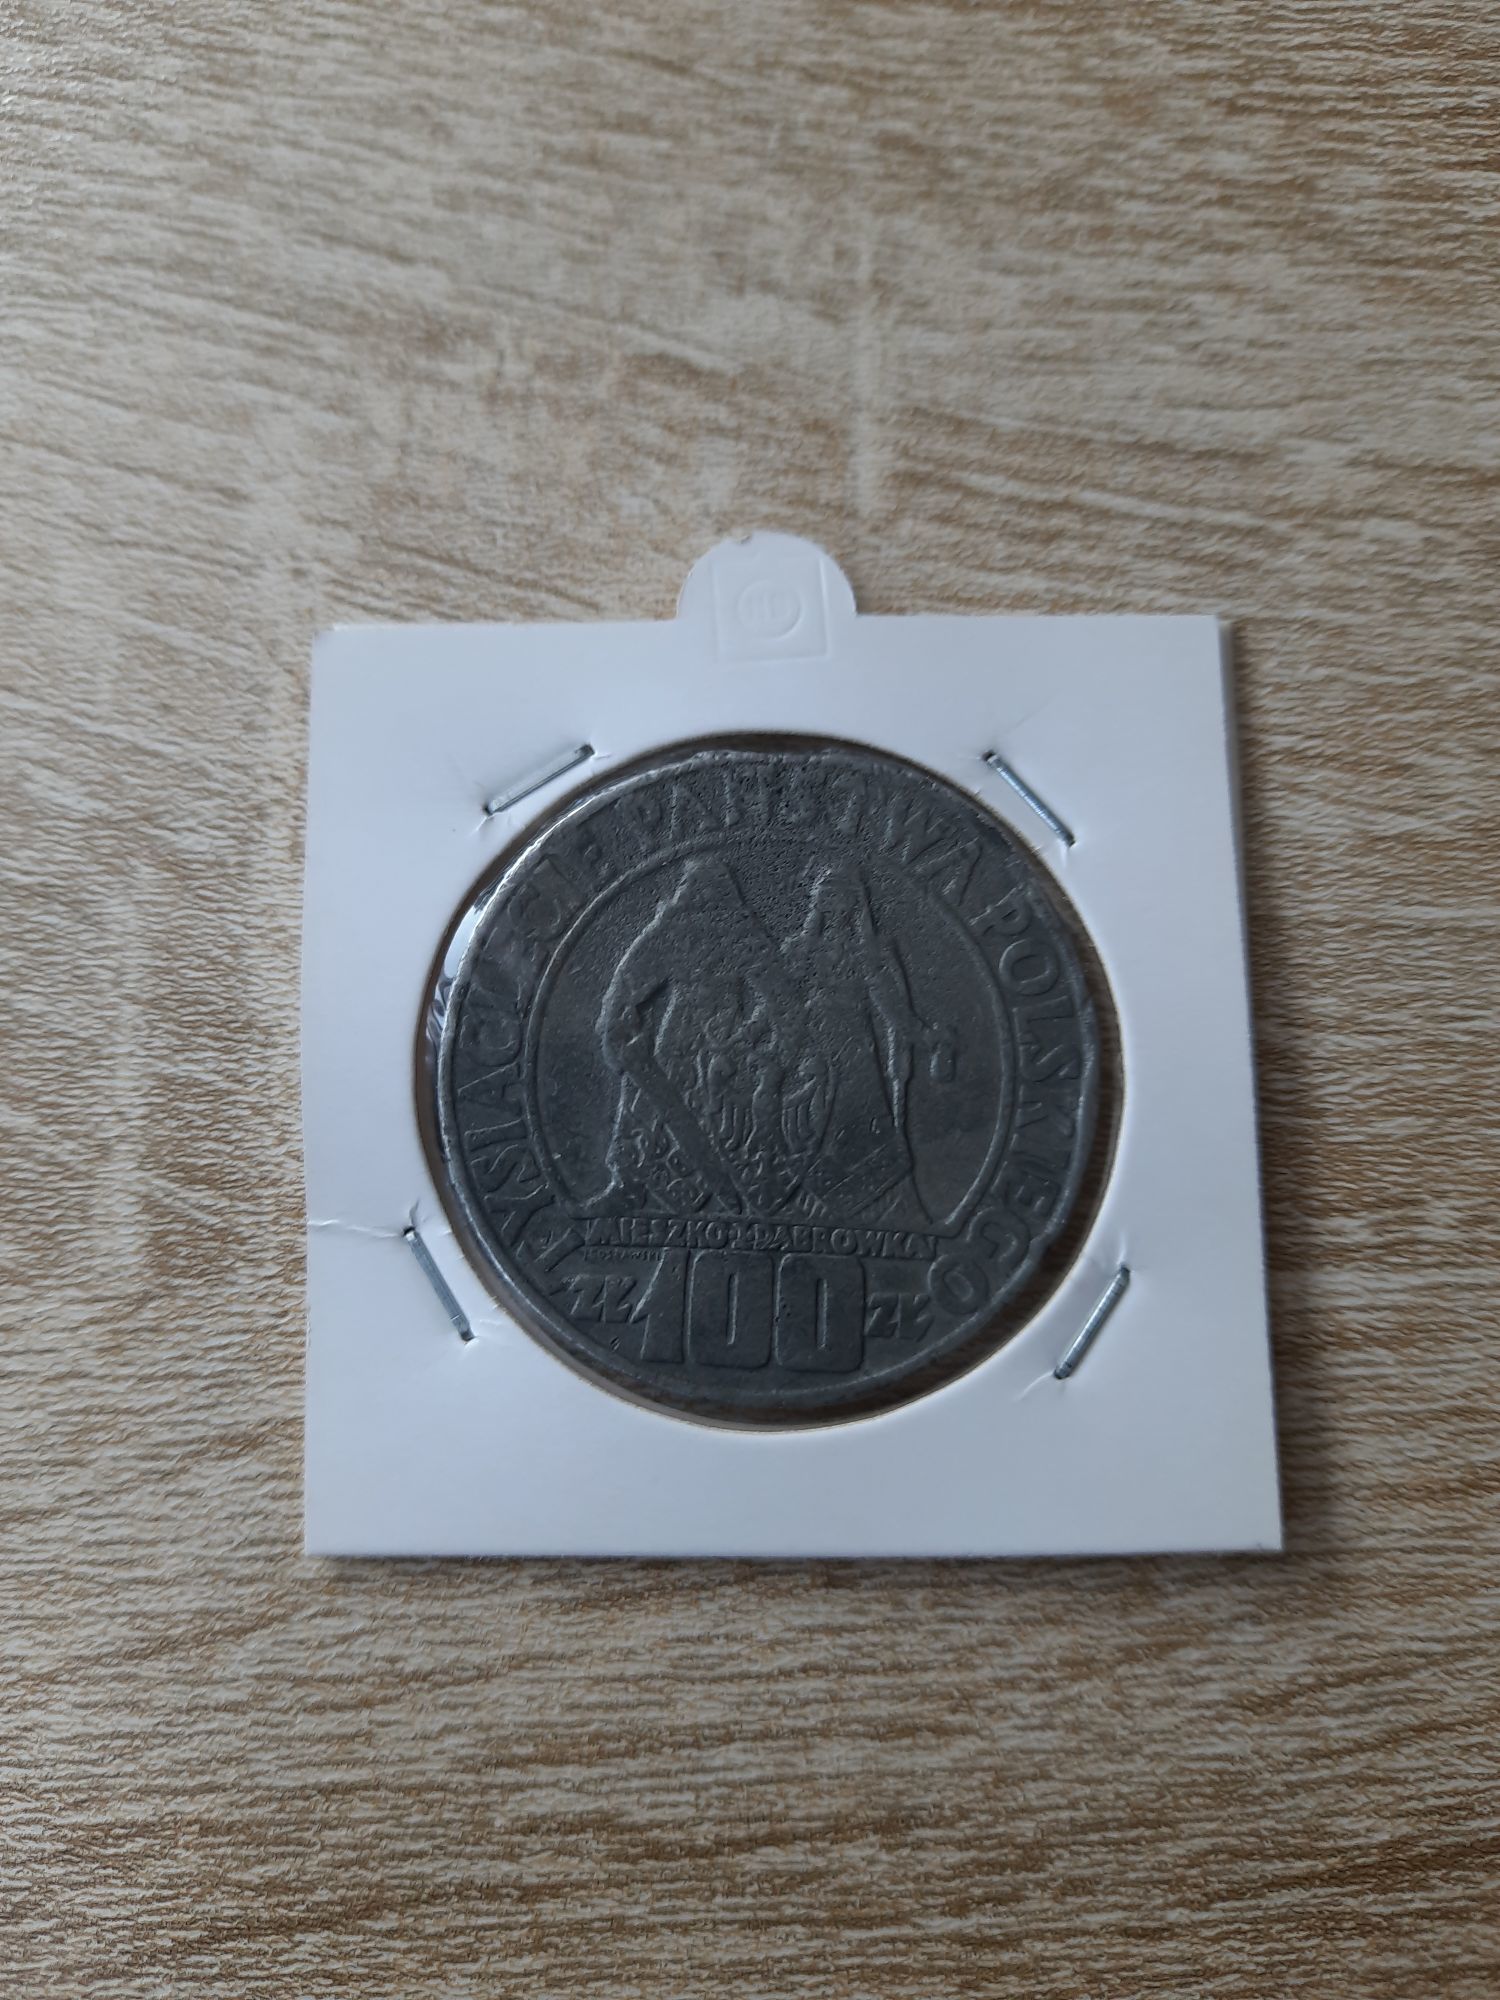 TYSIĄCLECIE PAŃSTWA POLSKIEGO
MIESZKO I DĄBRÓWKA
ZŁ 100 ZŁ